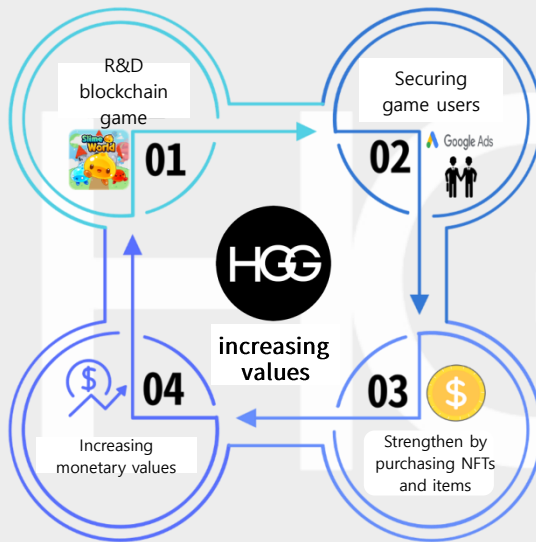 R&D
blockchain
game
Slime
World
01
Securing
game users
02
Google Ads
HGG
increasing
values
04
Increasing
monetary values
03
$
$
Strengthen by
purchasing NFTs
and items